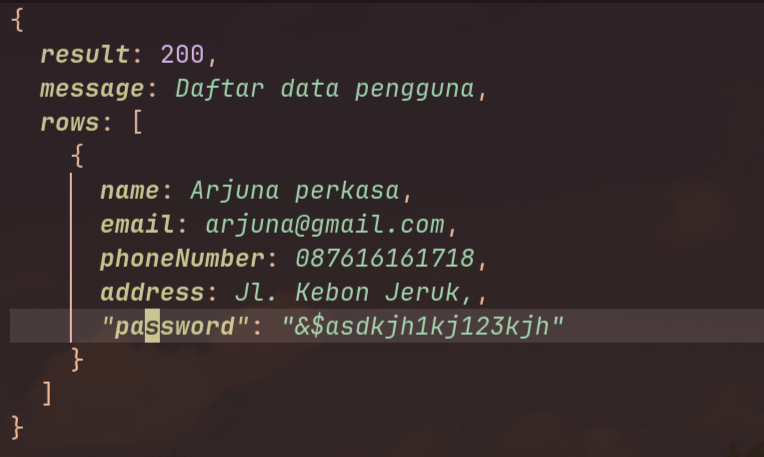 {
  result: 200,
  message: Daftar data pengguna,
  rows: [
    {
      name: Arjuna perkasa,
      email: arjuna@gmail.com,
      phoneNumber: 087616161718,
      address: Jl. Kebon Jeruk,,
      "password": "&$asdkjh1kj123kjh"
    }
  ]
}